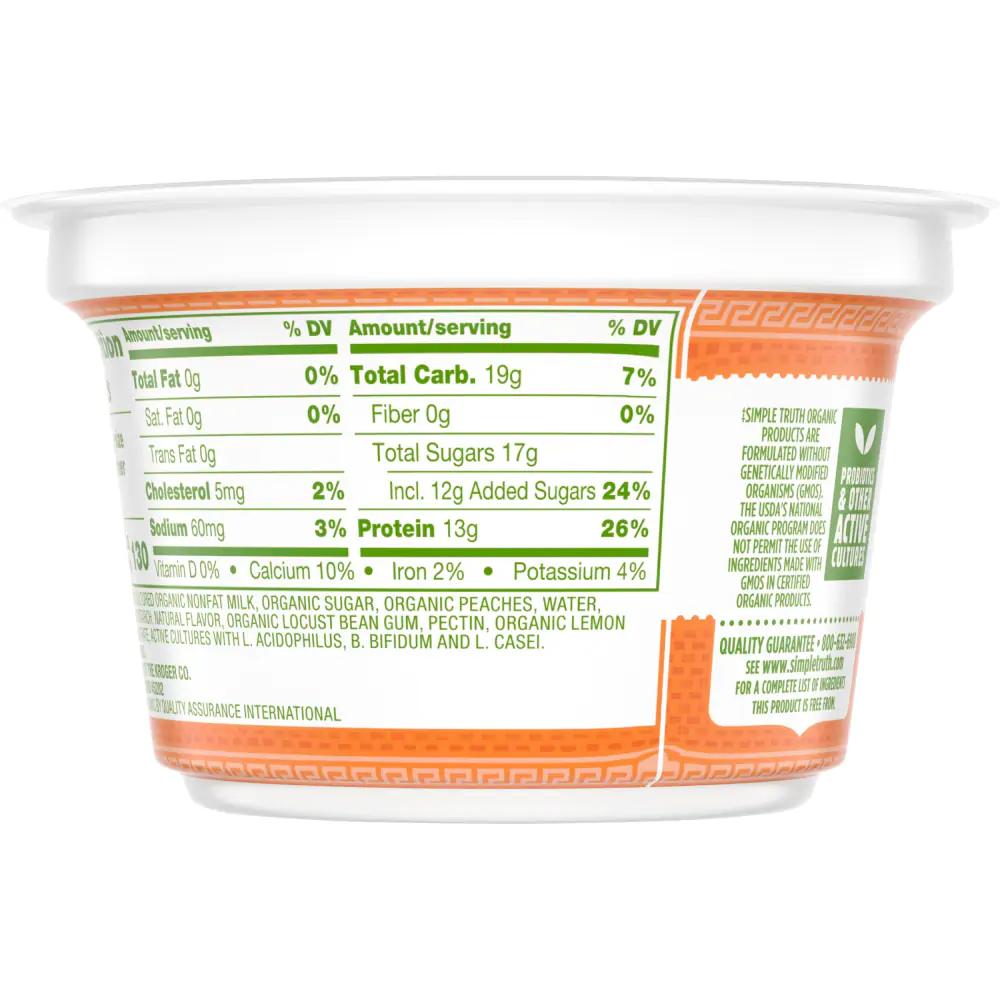 Amount/serving % DV Amount/serving % DV
Total Fat 0g 0% Total Carb. 19g 7%
Sat. Fat 0g 0% Fiber 0g 0%
Trans Fat 0g Total Sugars 17g
Cholesterol 5mg 2% Incl. 12g Added Sugars 24%
Sodium 60mg 3% Protein 13g 26%
130
Vitamin D 0% • Calcium 10% • Iron 2% • Potassium 4%
ORGANIC NONFAT MILK, ORGANIC SUGAR, ORGANIC PEACHES, WATER,
NATURAL FLAVOR, ORGANIC LOCUST BEAN GUM, PECTIN, ORGANIC LEMON
ACTIVE CULTURES WITH L. ACIDOPHILUS, B. BIFIDUM AND L. CASEI.
THE KROGER CO.
BY QUALITY ASSURANCE INTERNATIONAL
‡SIMPLE TRUTH ORGANIC
PRODUCTS ARE
FORMULATED WITHOUT
GENETICALLY MODIFIED
ORGANISMS (GMOS).
THE USDA'S NATIONAL
ORGANIC PROGRAM DOES
NOT PERMIT THE USE OF
INGREDIENTS MADE WITH
GMOS IN CERTIFIED
ORGANIC PRODUCTS.
PROBIOTICS
& OTHER
ACTIVE
CULTURES
QUALITY GUARANTEE • 800-632-6900
SEE www.simpletruth.com
FOR A COMPLETE LIST OF INGREDIENTS
THIS PRODUCT IS FREE FROM.